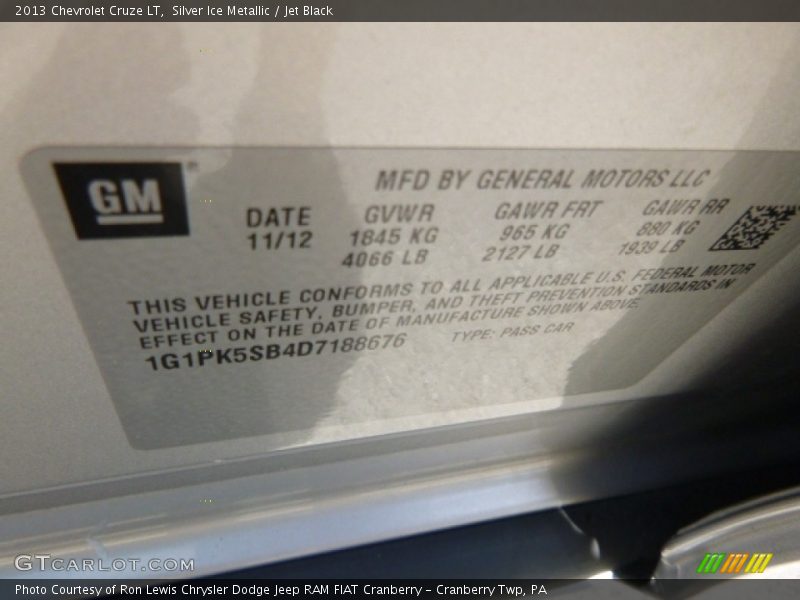 2013 Chevrolet Cruze LT, Silver Ice Metallic / Jet Black
GM
MFD BY GENERAL MOTORS LLC
DATE GVWR GAWR FRT GAWR RR
11/12 1845 KG 965 KG 880 KG
4066 LB 2127 LB 1939 LB
THIS VEHICLE CONFORMS TO ALL APPLICABLE U.S. FEDERAL MOTOR
VEHICLE SAFETY, BUMPER, AND THEFT PREVENTION STANDARDS IN
EFFECT ON THE DATE OF MANUFACTURE SHOWN ABOVE.
1G1PK5SB4D7188676 TYPE: PASS CAR
GTCARLOT.COM
Photo Courtesy of Ron Lewis Chrysler Dodge Jeep RAM FIAT Cranberry - Cranberry Twp, PA